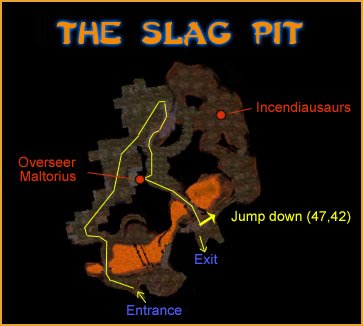 THE SLAG PIT
Incendiausaurs
Overseer
Maltorius
Jump down (47,42)
Exit
Entrance